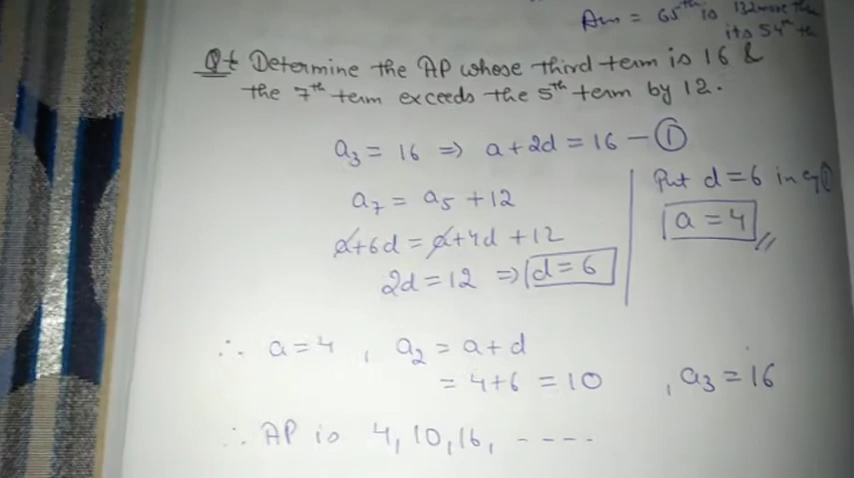 Ans = 65th is 132 more than
its 54th
Q6 Determine the AP whose third term is 16 &
the 7th term exceeds the 5th term by 12.
a₃ = 16 ⇒ a + 2d = 16 — ①
a₇ = a₅ + 12
a + 6d = a + 4d + 12
2d = 12 ⇒ d = 6
Put d = 6 in eq ①
a = 4
∴ a = 4 , a₂ = a + d
= 4 + 6 = 10 , a₃ = 16
∴ AP is 4, 10, 16, - - - -